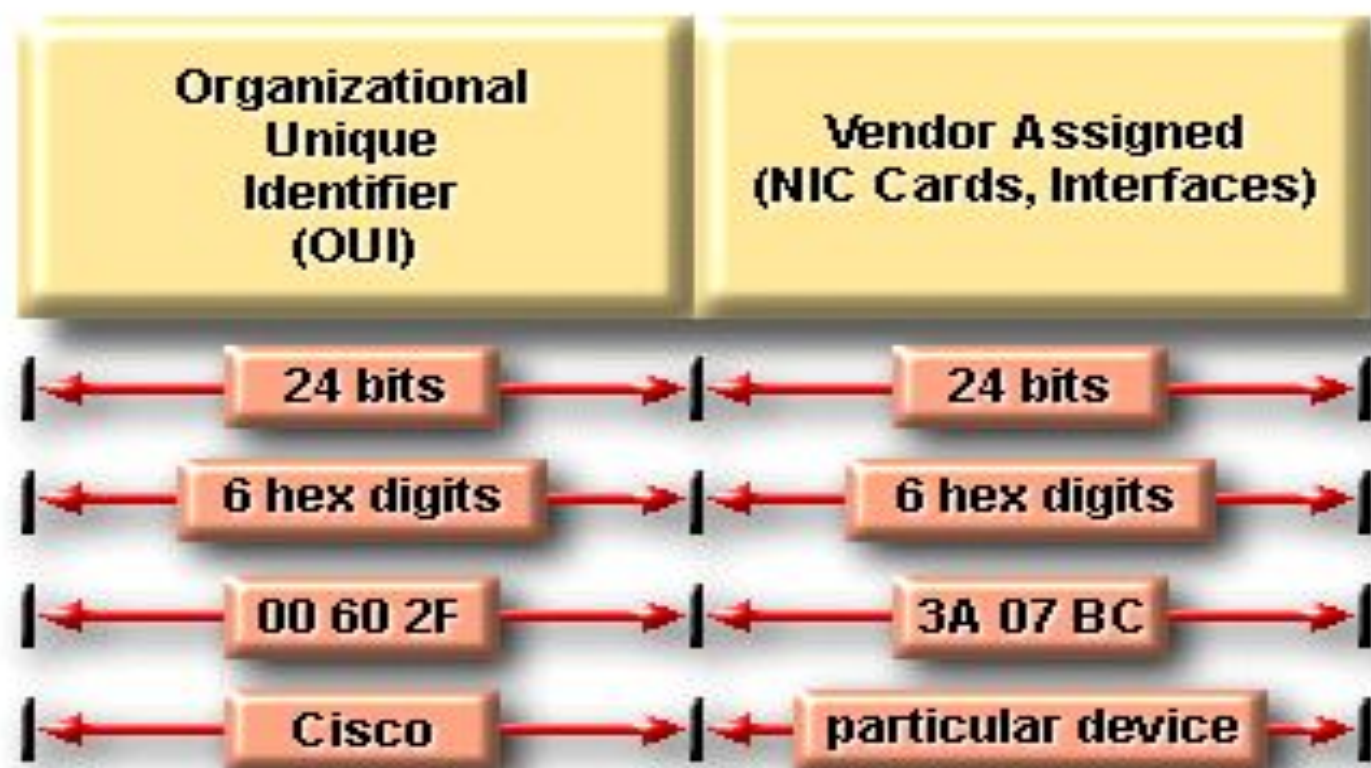 Organizational
Unique
Identifier
(OUI)
Vendor Assigned
(NIC Cards, Interfaces)
24 bits
24 bits
6 hex digits
6 hex digits
00 60 2F
3A 07 BC
Cisco
particular device